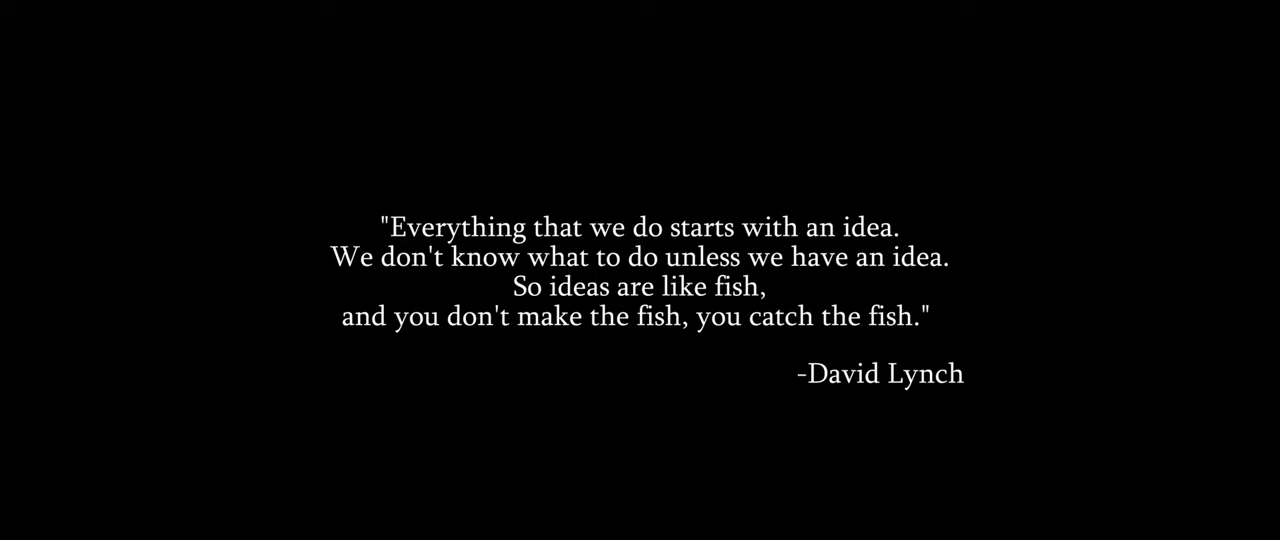 "Everything that we do starts with an idea.
We don't know what to do unless we have an idea.
So ideas are like fish,
and you don't make the fish, you catch the fish."
-David Lynch